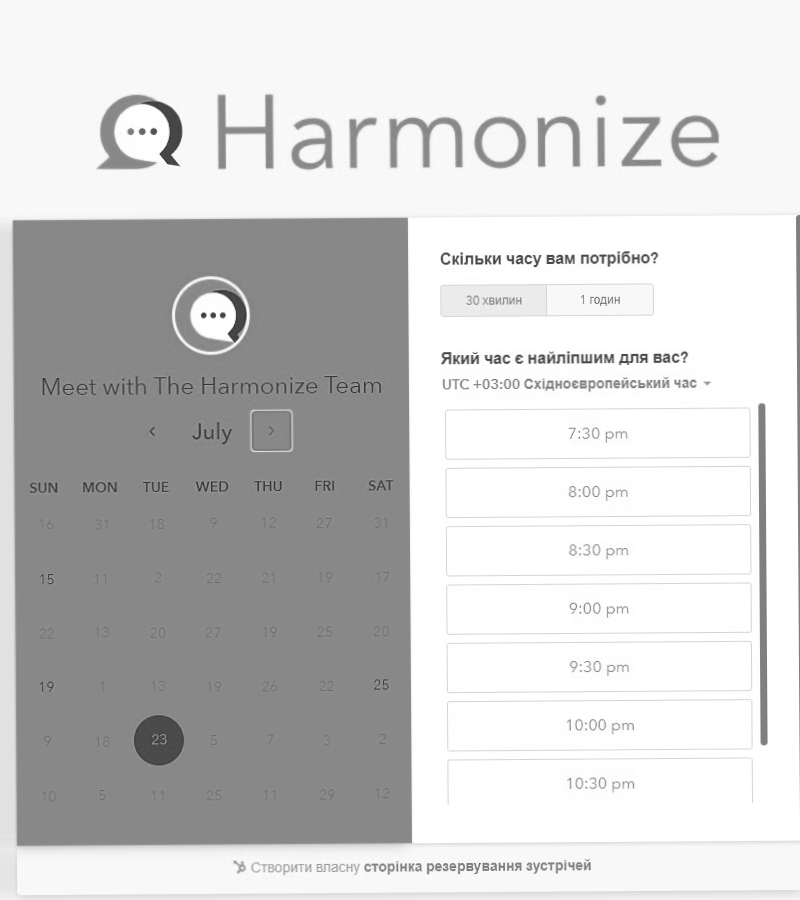 Harmonize
Meet with The Harmonize Team
July
SUN MON TUE WED THU FRI SAT
16 31 18 9 12 27 31
15 11 2 22 21 19 17
22 13 20 27 19 25 20
19 1 13 19 26 22 25
9 18 23 5 7 3 2
10 5 11 25 11 29 12
Скільки часу вам потрібно?
30 хвилин 1 годин
Який час є найліпшим для вас?
UTC +03:00 Східноєвропейський час
7:30 pm
8:00 pm
8:30 pm
9:00 pm
9:30 pm
10:00 pm
10:30 pm
Створити власну сторінка резервування зустрічей